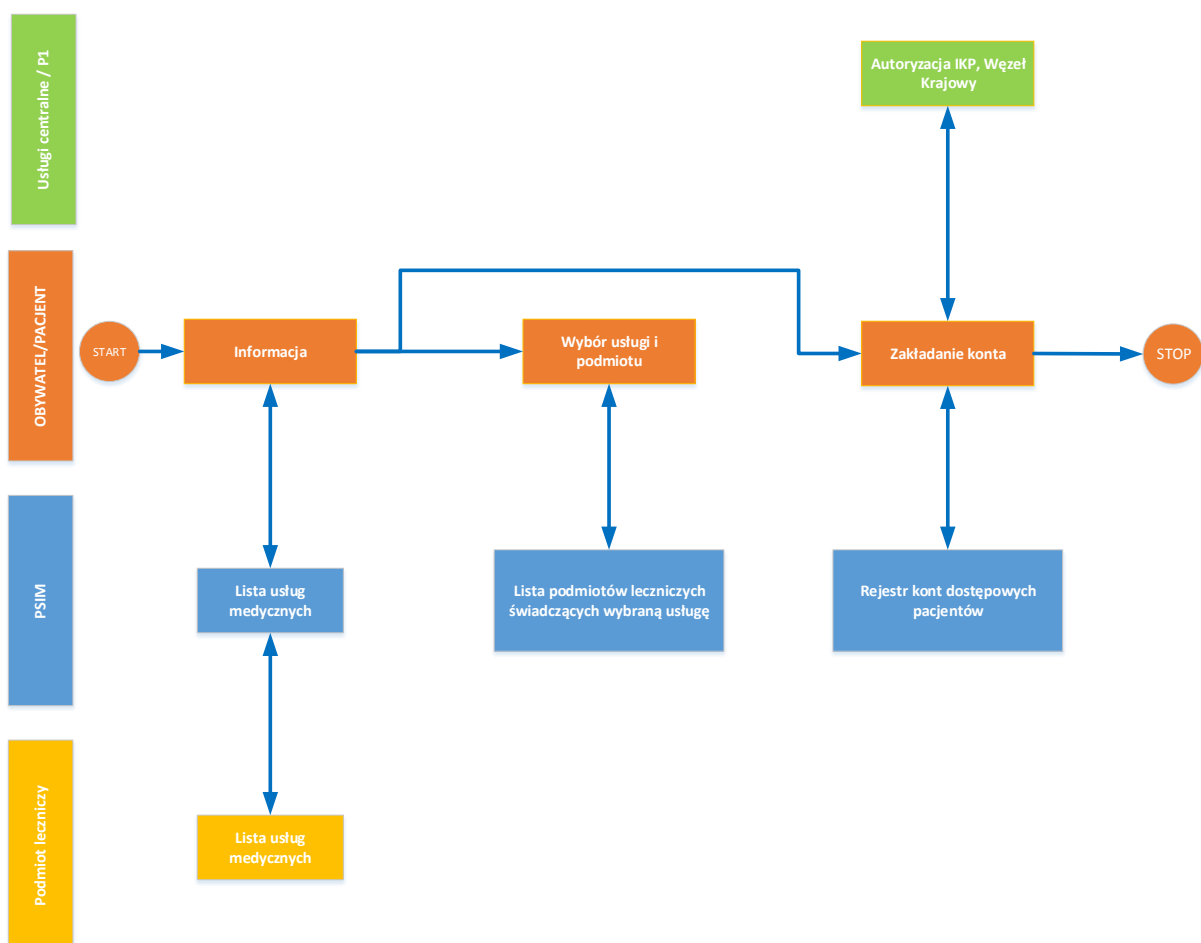 Usługi centralne / P1
Autoryzacja IKP, Węzeł
Krajowy
OBYWATEL/PACJENT
START
Informacja
Wybór usługi i
podmiotu
Zakładanie konta
STOP
PSIM
Lista usług
medycznych
Lista podmiotów leczniczych
świadczących wybraną usługę
Rejestr kont dostępowych
pacjentów
Podmiot leczniczy
Lista usług
medycznych